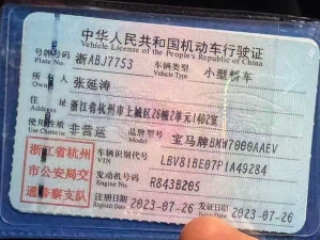 中华人民共和国机动车行驶证
Vehicle License of the People's Republic of China
号牌号码 Plate No. 浙ABJ7753 车辆类型 Vehicle Type 小型轿车
所有人 Owner 张延涛
住址 Address 浙江省杭州市上城区26幢2单元1402室
使用性质 Use Character 非营运 品牌型号 Model 宝马牌BMW7000AAEV
浙江省杭州市公安局交通警察支队
车辆识别代号 VIN LBV81BE07P1A49284
发动机号码 Engine No. R843B205
注册日期 Register Date 2023-07-26 发证日期 Issue Date 2023-07-26